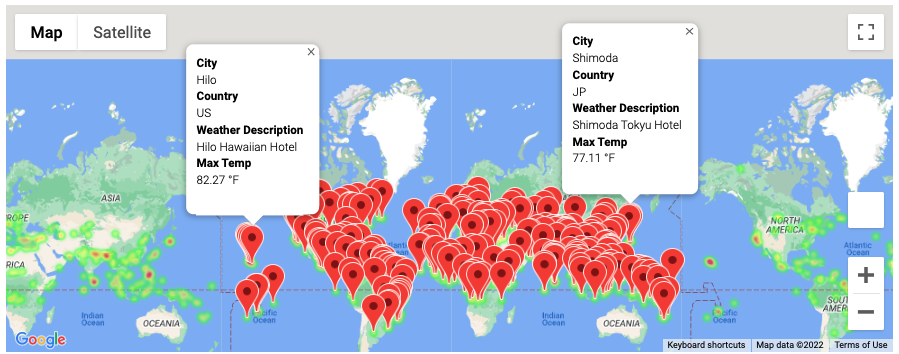 Map
Satellite
City
Hilo
Country
US
Weather Description
Hilo Hawaiian Hotel
Max Temp
82.27 °F
City
Shimoda
Country
JP
Weather Description
Shimoda Tokyu Hotel
Max Temp
77.11 °F
ASIA
NORTH
AMERICA
Atlantic
Ocean
Indian
Ocean
OCEANIA
Pacific
Ocean
Indian
Ocean
OCEANIA
Pacific
Ocean
Google
Keyboard shortcuts
Map data ©2022
Terms of Use